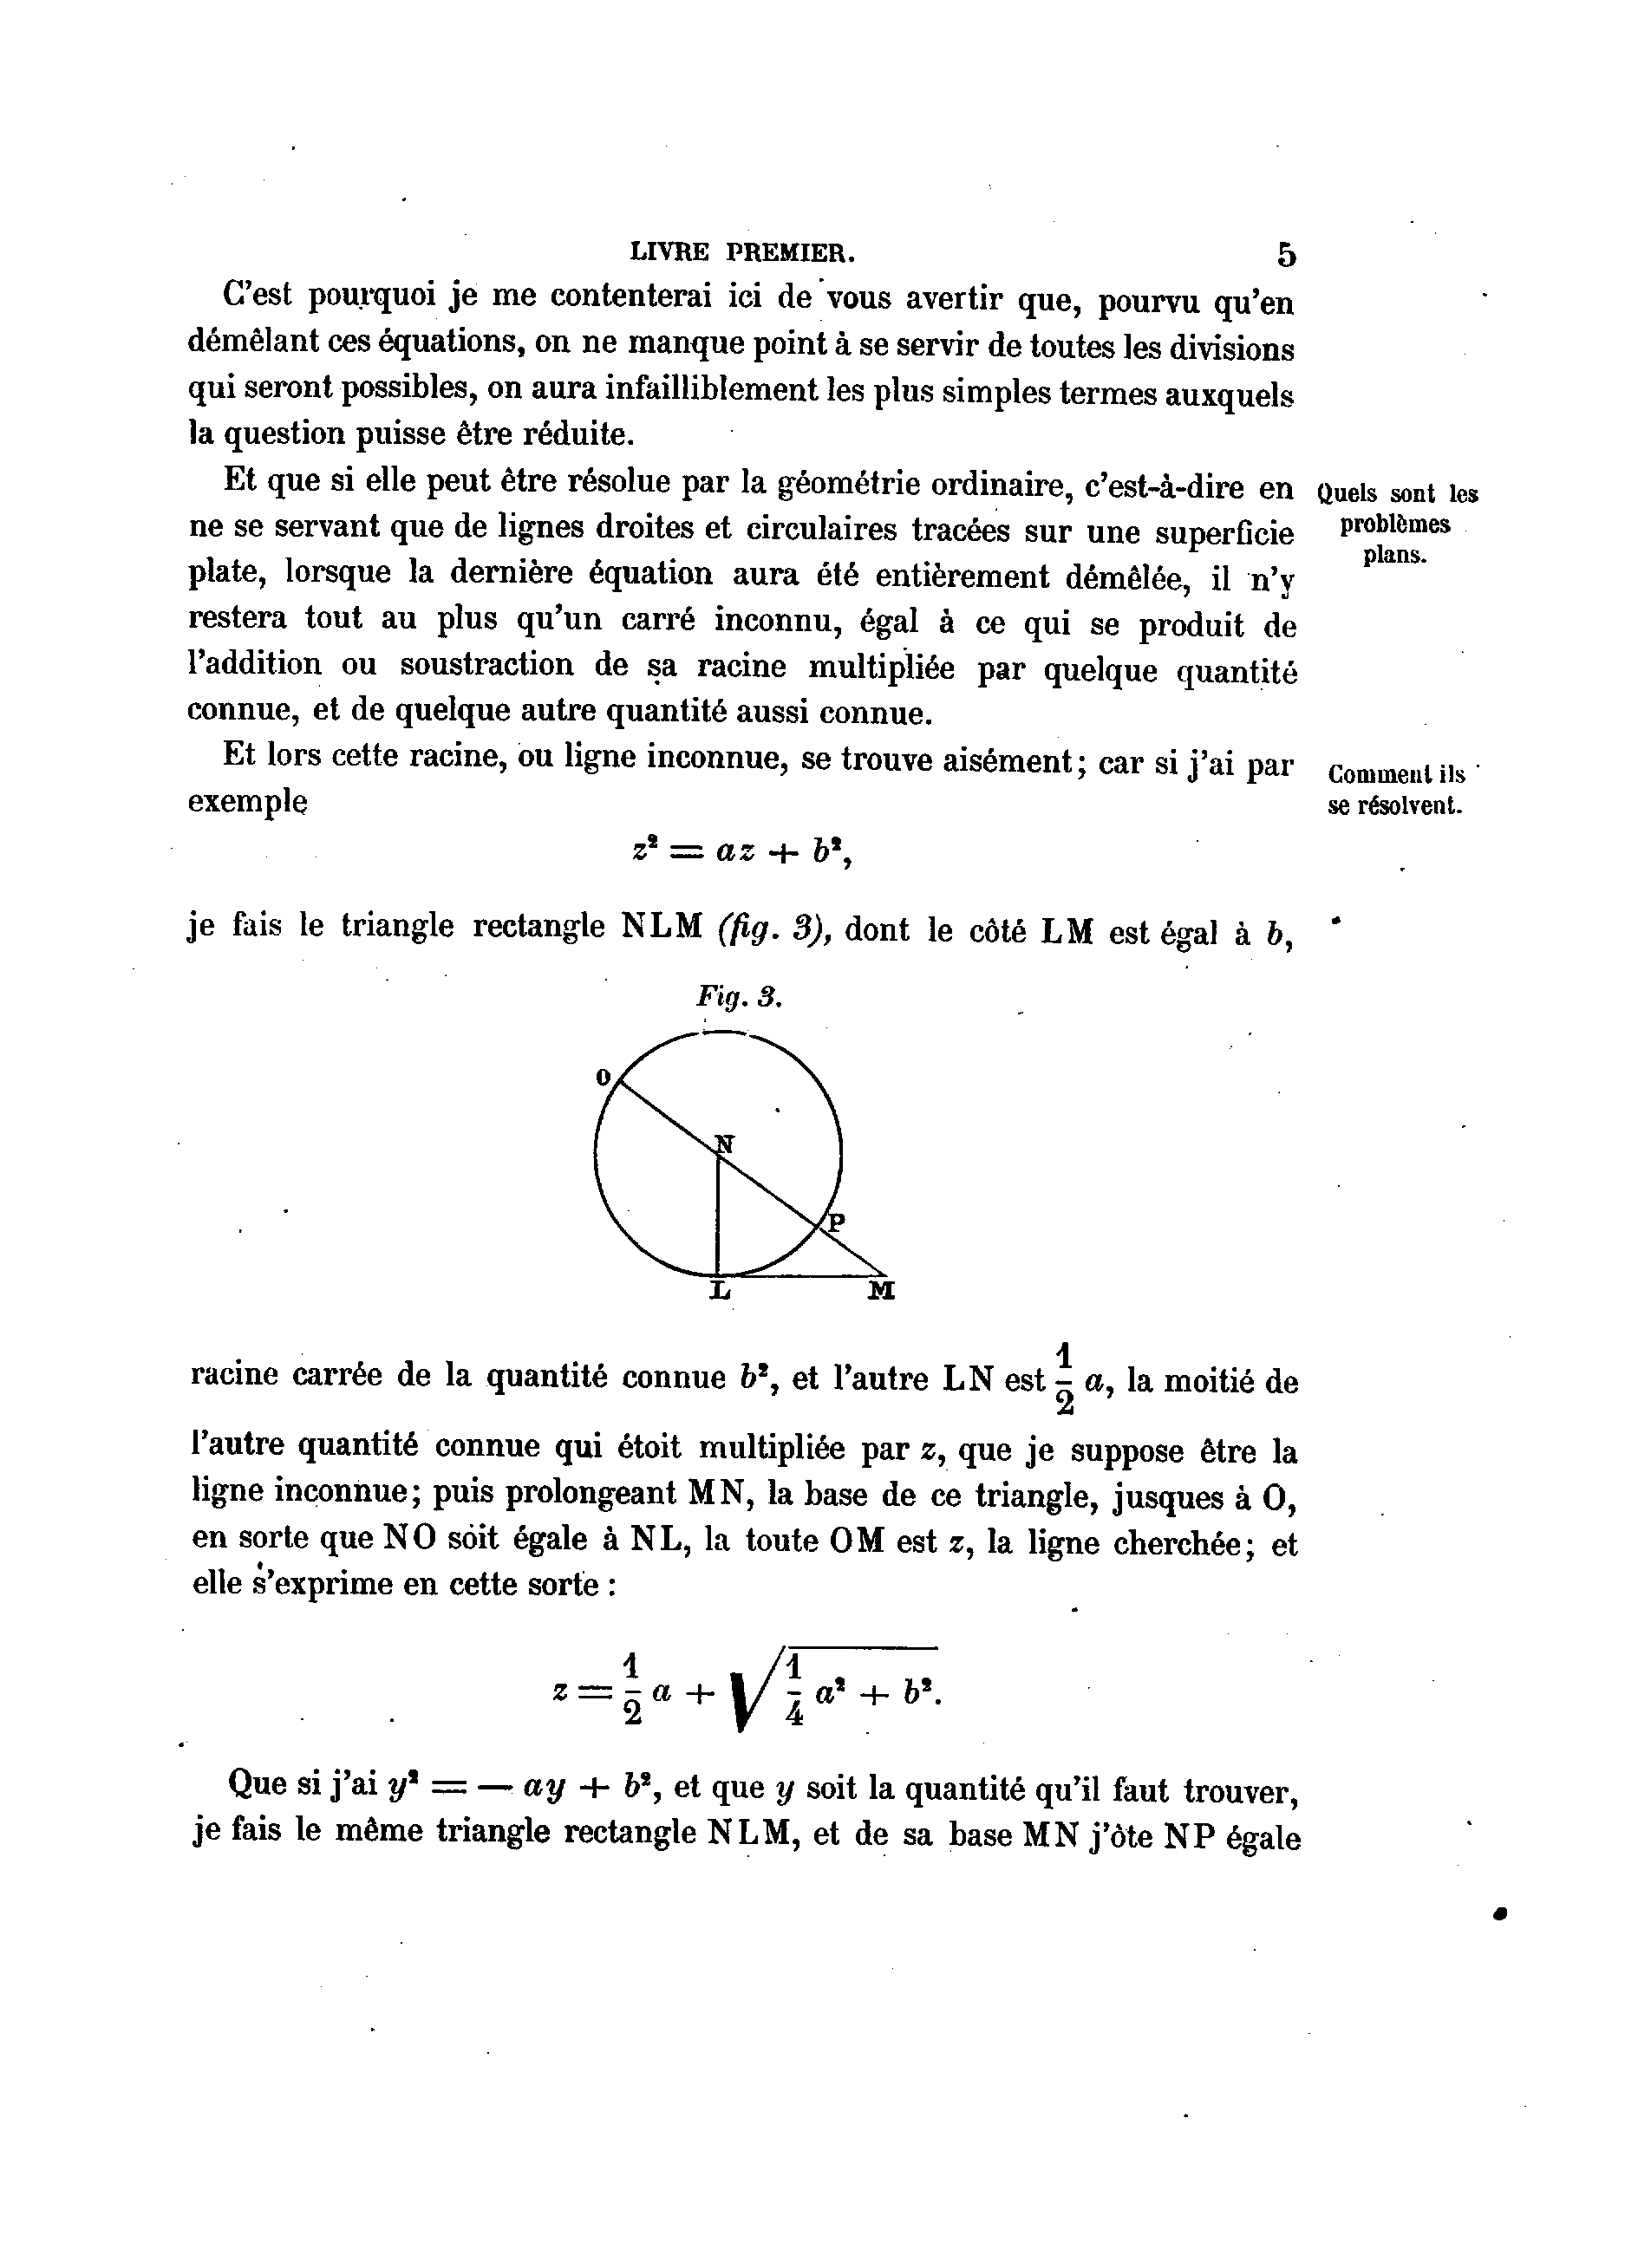 LIVRE PREMIER. 5
C'est pourquoi je me contenterai ici de vous avertir que, pourvu qu'en
démêlant ces équations, on ne manque point à se servir de toutes les divisions
qui seront possibles, on aura infailliblement les plus simples termes auxquels
la question puisse être réduite.
Et que si elle peut être résolue par la géométrie ordinaire, c'est-à-dire en
ne se servant que de lignes droites et circulaires tracées sur une superficie
plate, lorsque la dernière équation aura été entièrement démêlée, il n'y
restera tout au plus qu'un carré inconnu, égal à ce qui se produit de
l'addition ou soustraction de sa racine multipliée par quelque quantité
connue, et de quelque autre quantité aussi connue.
Quels sont les
problèmes
plans.
Et lors cette racine, ou ligne inconnue, se trouve aisément; car si j'ai par
exemple
Comment ils
se résolvent.
z² = az + b²,
je fais le triangle rectangle NLM (fig. 3), dont le côté LM est égal à b,
Fig. 3.
O
N
P
L M
racine carrée de la quantité connue b², et l'autre LN est 1/2 a, la moitié de
l'autre quantité connue qui étoit multipliée par z, que je suppose être la
ligne inconnue; puis prolongeant MN, la base de ce triangle, jusques à O,
en sorte que NO soit égale à NL, la toute OM est z, la ligne cherchée; et
elle s'exprime en cette sorte :
z = 1/2 a + √(1/4 a² + b²).
Que si j'ai y² = — ay + b², et que y soit la quantité qu'il faut trouver,
je fais le même triangle rectangle NLM, et de sa base MN j'ôte NP égale